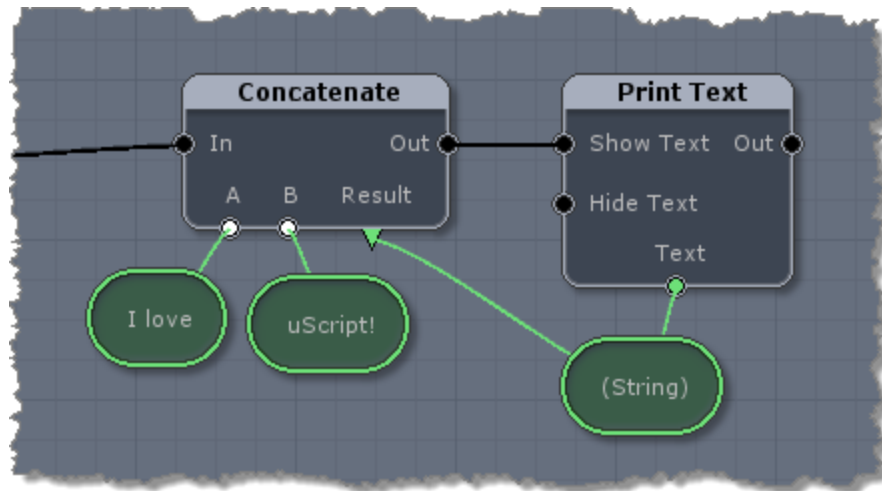 Concatenate
In
Out
A
B
Result
I love
uScript!
Print Text
Show Text
Out
Hide Text
Text
(String)